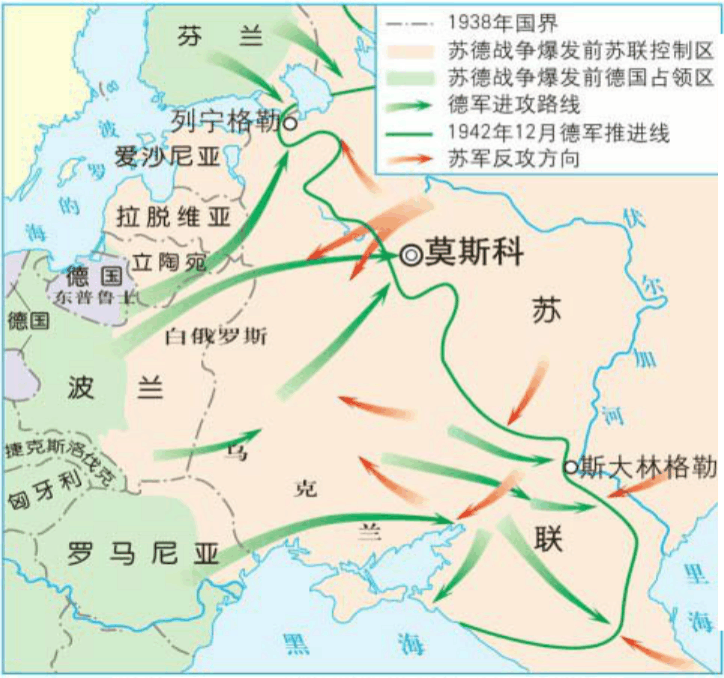 1938年国界
苏德战争爆发前苏联控制区
苏德战争爆发前德国占领区
德军进攻路线
1942年12月德军推进线
苏军反攻方向
芬兰
列宁格勒
爱沙尼亚
波罗的海
拉脱维亚
立陶宛
德国
东普鲁士
德国
莫斯科
白俄罗斯
苏联
伏尔加河
波兰
捷克斯洛伐克
匈牙利
乌克兰
斯大林格勒
罗马尼亚
黑海
里海